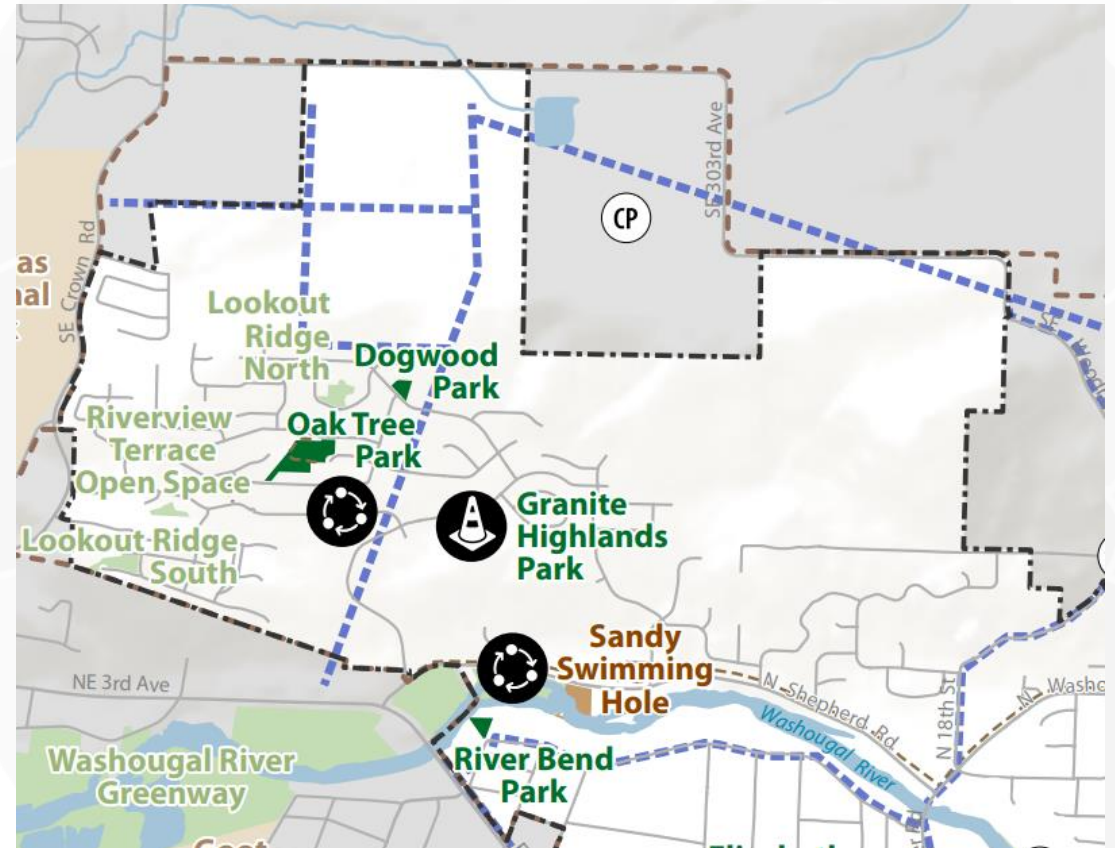 SE 303rd Ave
CP
SE Crown Rd
as
nal
Lookout
Ridge
North
Dogwood
Park
Riverview
Terrace
Open Space
Oak Tree
Park
Lookout Ridge
South
Granite
Highlands
Park
SE
Sandy
Swimming
Hole
NE 3rd Ave
N Shepherd Rd
N 18th St
N
Washougal River
Washougal River
Greenway
River Bend
Park